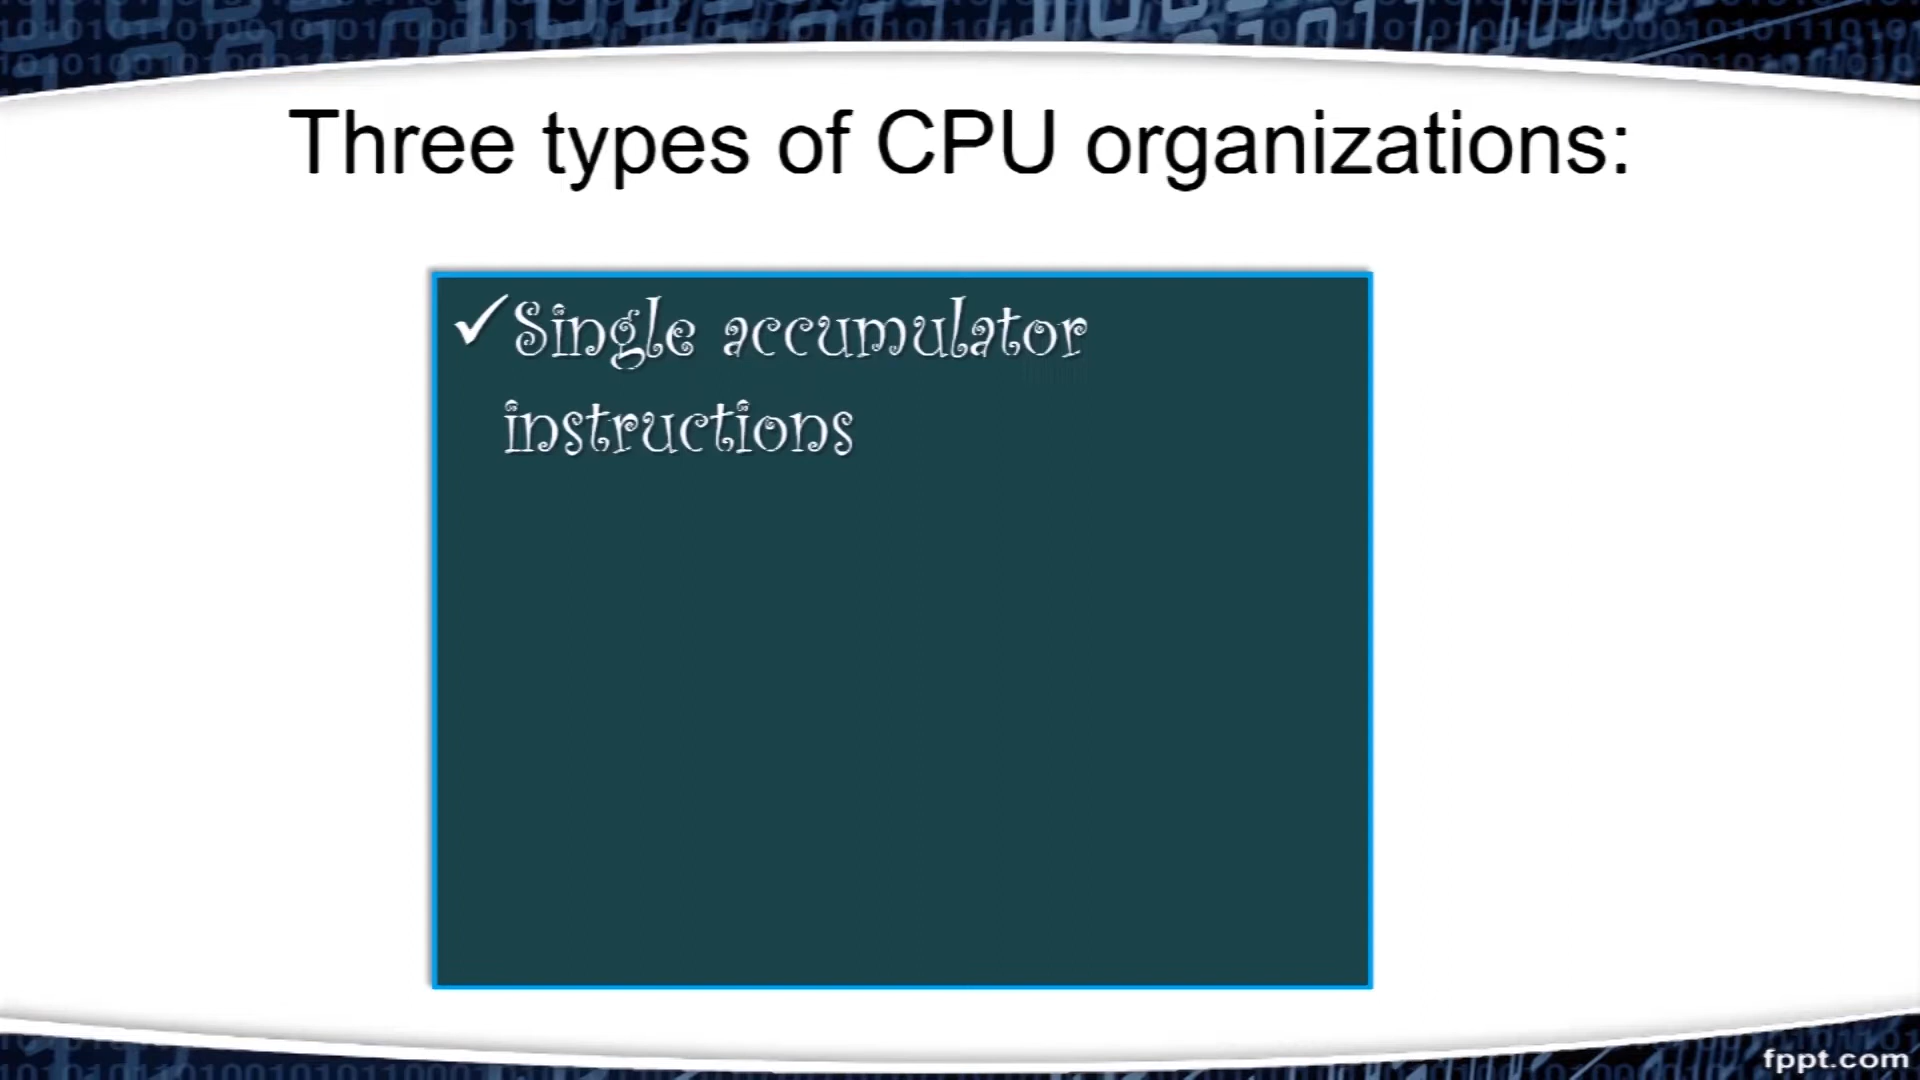 Three types of CPU organizations:
✓Single accumulator
instructions
fppt.com